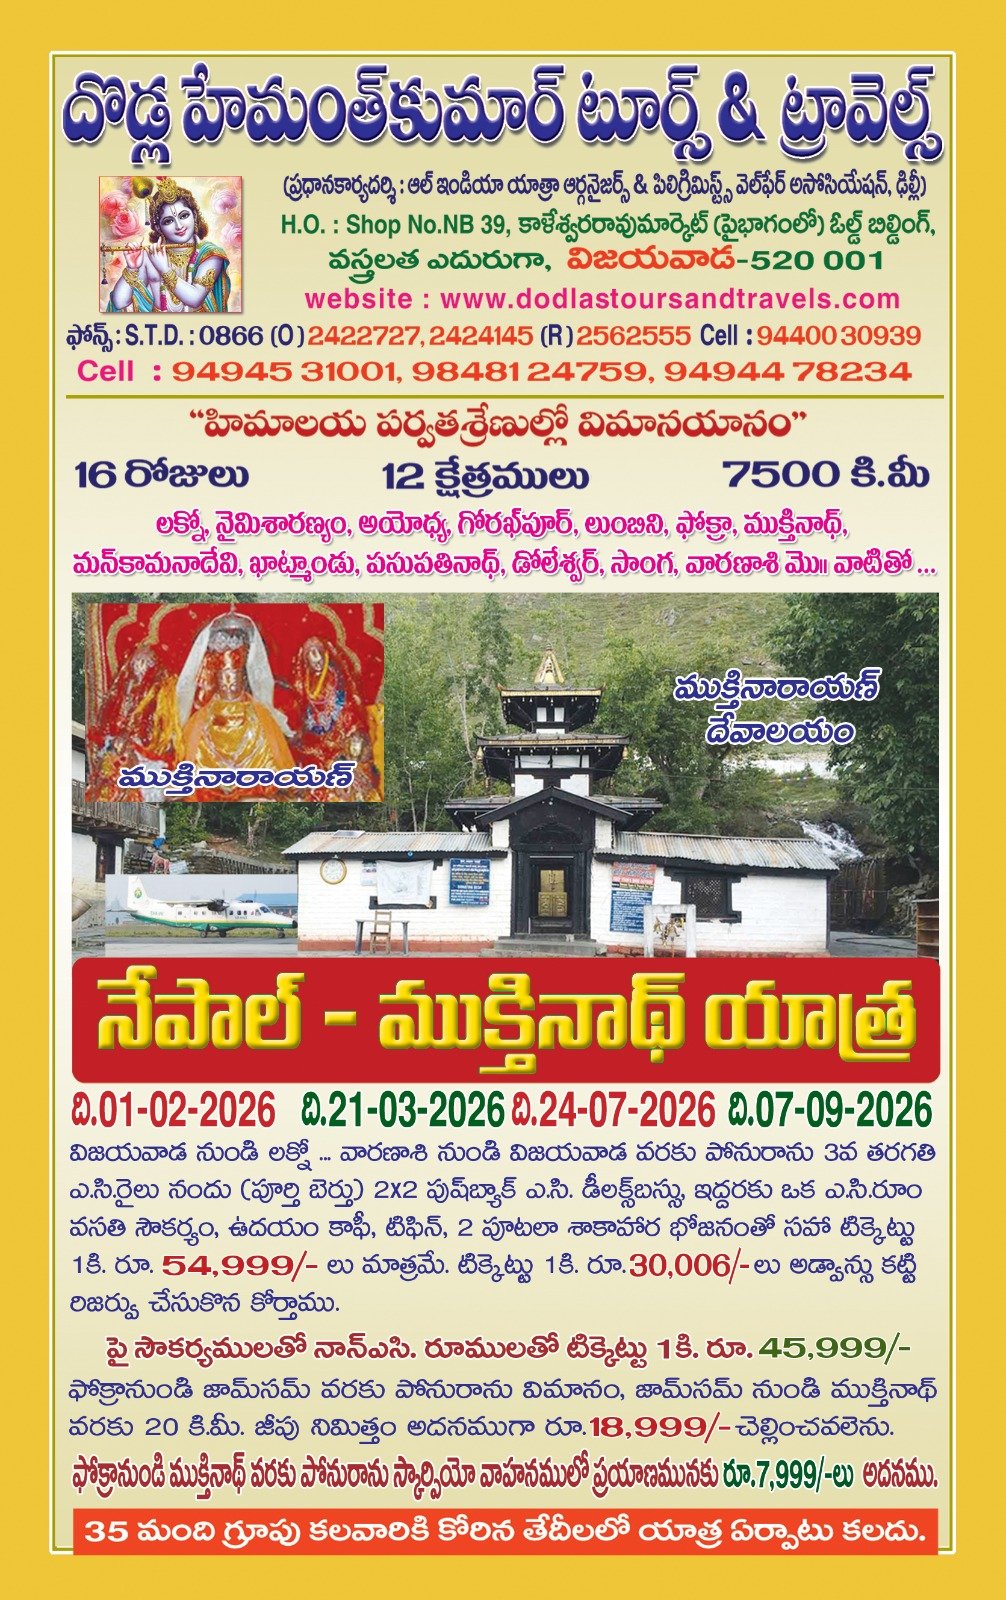 దొడ్ల హేమంత్‌కుమార్ టూర్స్ & ట్రావెల్స్
(ప్రధానకార్యదర్శి : ఆల్ ఇండియా యాత్రా ఆర్గనైజర్స్ & పిలిగ్రిమిస్ట్స్ వెల్‌ఫేర్ అసోసియేషన్, ఢిల్లీ)
H.O. : Shop No.NB 39, కాళేశ్వరరావుమార్కెట్ (పైభాగంలో) ఓల్డ్ బిల్డింగ్,
వస్త్రలత ఎదురుగా, విజయవాడ-520 001
website : www.dodlastoursandtravels.com
ఫోన్స్ : S.T.D. : 0866 (O) 2422727, 2424145 (R) 2562555 Cell : 94400 30939
Cell : 94945 31001, 98481 24759, 94944 78234
“హిమాలయ పర్వతశ్రేణుల్లో విమానయానం”
16 రోజులు 12 క్షేత్రములు 7500 కి.మీ
లక్నో, నైమిశారణ్యం, అయోధ్య, గోరఖ్‌పూర్, లుంబిని, ఫోక్రా, ముక్తినాథ్,
మన్‌కామనాదేవి, ఖాట్మాండు, పసుపతినాథ్, డోలేశ్వర్, సాంగ, వారణాశి మొ॥ వాటితో ...
ముక్తినారాయణ్
దేవాలయం
ముక్తినారాయణ్
నేపాల్ - ముక్తినాథ్ యాత్ర
ది.01-02-2026 ది.21-03-2026 ది.24-07-2026 ది.07-09-2026
విజయవాడ నుండి లక్నో ... వారణాశి నుండి విజయవాడ వరకు పోనురాను 3వ తరగతి
ఎ.సి.రైలు నందు (పూర్తి బెర్తు) 2x2 పుష్‌బ్యాక్ ఎ.సి. డీలక్స్‌బస్సు, ఇద్దరకు ఒక ఎ.సి.రూం
వసతి సౌకర్యం, ఉదయం కాఫీ, టిఫిన్, 2 పూటలా శాకాహార భోజనంతో సహా టిక్కెట్టు
1కి. రూ. 54,999/- లు మాత్రమే. టిక్కెట్టు 1కి. రూ.30,006/-లు అడ్వాన్సు కట్టి
రిజర్వు చేసుకొన కోర్తాము.
పై సౌకర్యములతో నాన్ఎసి. రూములతో టిక్కెట్టు 1కి. రూ. 45,999/-
ఫోక్రానుండి జామ్‌సమ్ వరకు పోనురాను విమానం, జామ్‌సమ్ నుండి ముక్తినాథ్
వరకు 20 కి.మీ. జీపు నిమిత్తం అదనముగా రూ.18,999/-చెల్లించవలెను.
ఫోక్రానుండి ముక్తినాథ్ వరకు పోనురాను స్కార్పియో వాహనములో ప్రయాణమునకు రూ.7,999/-లు అదనము.
35 మంది గ్రూపు కలవారికి కోరిన తేదీలలో యాత్ర ఏర్పాటు కలదు.